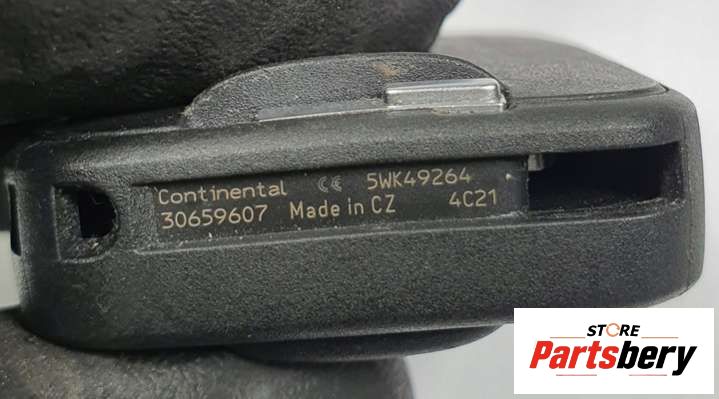 Continental CE 5WK49264
30659607 Made in CZ 4C21
STORE
Partsbery